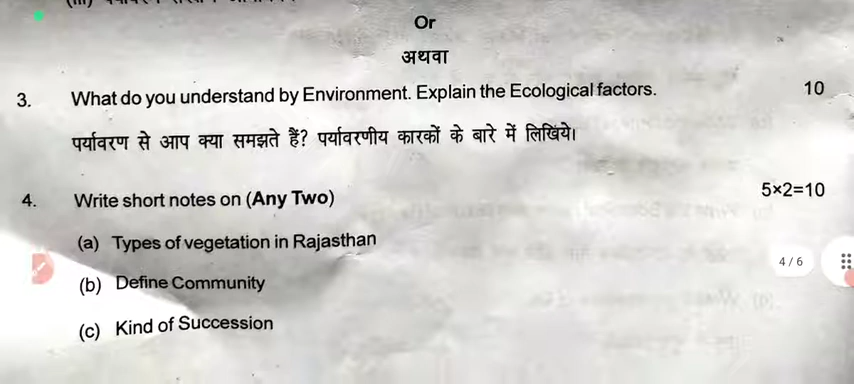 Or
अथवा
3. What do you understand by Environment. Explain the Ecological factors. 10
पर्यावरण से आप क्या समझते हैं? पर्यावरणीय कारकों के बारे में लिखिये।
4. Write short notes on (Any Two) 5×2=10
(a) Types of vegetation in Rajasthan
4 / 6
(b) Define Community
(c) Kind of Succession